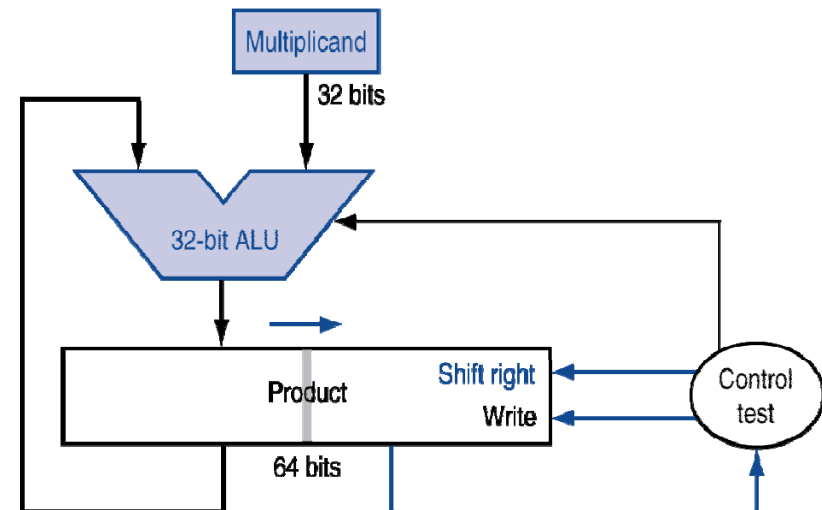 Multiplicand
32 bits
32-bit ALU
Product
Shift right
Write
Control
test
64 bits